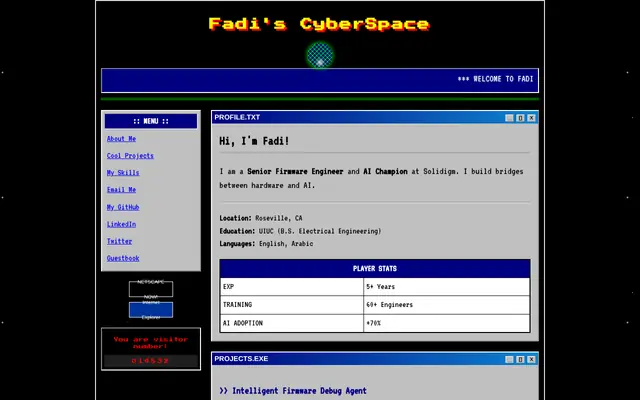 Fadi's CyberSpace
*** WELCOME TO FADI
:: MENU ::
About Me
Cool Projects
My Skills
Email Me
My GitHub
LinkedIn
Twitter
Guestbook
NETSCAPE
NOW!
Internet
Explorer
You are visitor
number!
PROFILE.TXT
Hi, I'm Fadi!
I am a Senior Firmware Engineer and AI Champion at Solidigm. I build bridges
between hardware and AI.
Location: Roseville, CA
Education: UIUC (B.S. Electrical Engineering)
Languages: English, Arabic
PLAYER STATS
EXP 5+ Years
TRAINING 60+ Engineers
AI ADOPTION +70%
PROJECTS.EXE
>> Intelligent Firmware Debug Agent